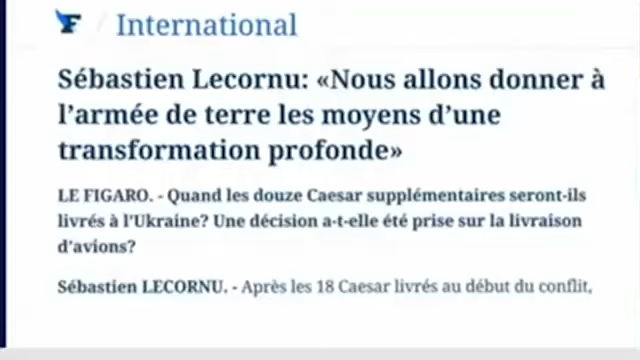 F / International
Sébastien Lecornu: «Nous allons donner à
l’armée de terre les moyens d’une
transformation profonde»
LE FIGARO. - Quand les douze Caesar supplémentaires seront-ils
livrés à l’Ukraine? Une décision a-t-elle été prise sur la livraison
d’avions?
Sébastien LECORNU. - Après les 18 Caesar livrés au début du conflit,